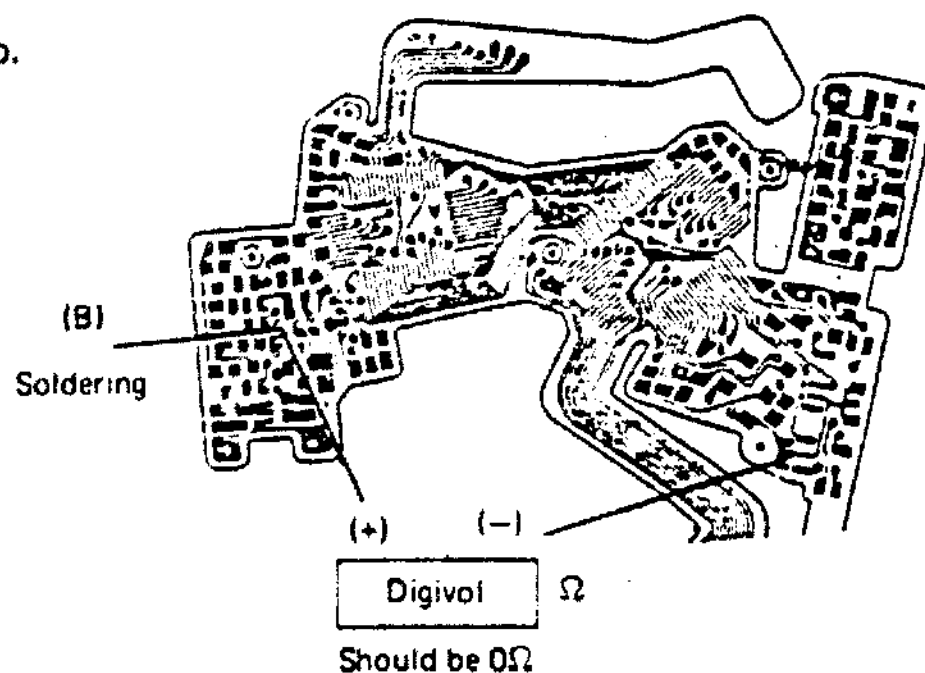 (B)
Soldering
(+) (—)
Digivol Ω
Should be 0Ω